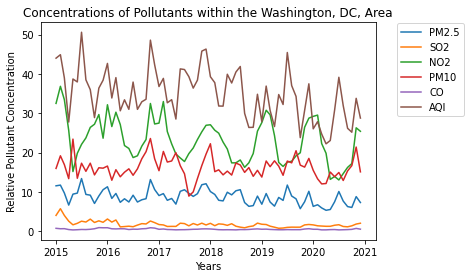 Concentrations of Pollutants within the Washington, DC, Area
Relative Pollutant Concentration
50
40
30
20
10
0
2015
2016
2017
2018
2019
2020
2021
Years
PM2.5
SO2
NO2
PM10
CO
AQI